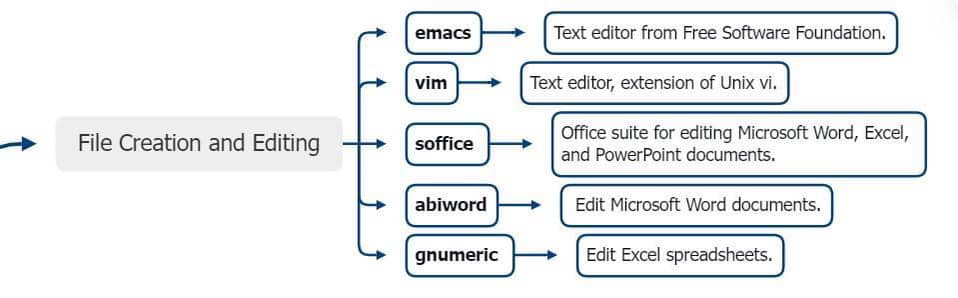 emacs
Text editor from Free Software Foundation.
vim
Text editor, extension of Unix vi.
File Creation and Editing
soffice
Office suite for editing Microsoft Word, Excel,
and PowerPoint documents.
abiword
Edit Microsoft Word documents.
gnumeric
Edit Excel spreadsheets.